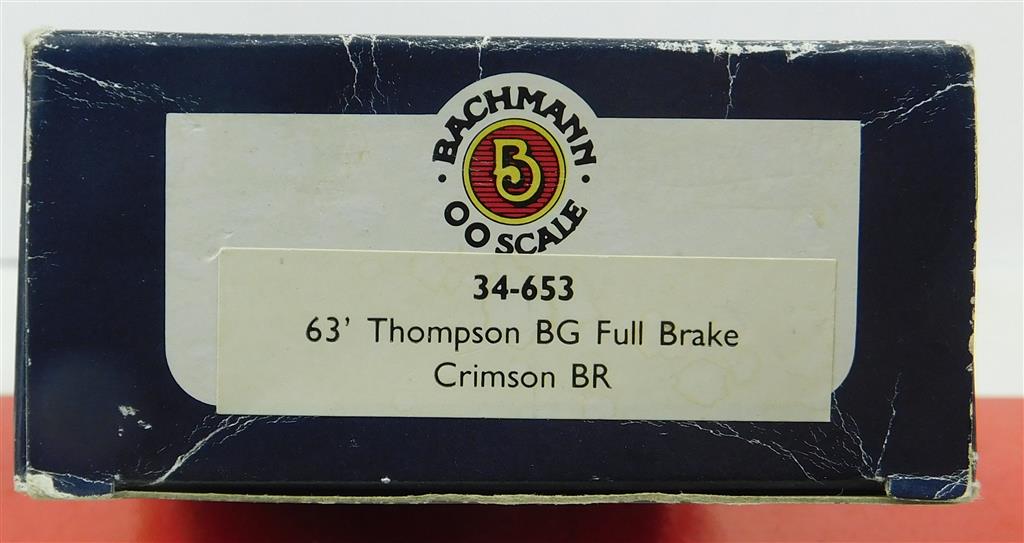 BACHMANN
B
OO SCALE
34-653
63' Thompson BG Full Brake
Crimson BR